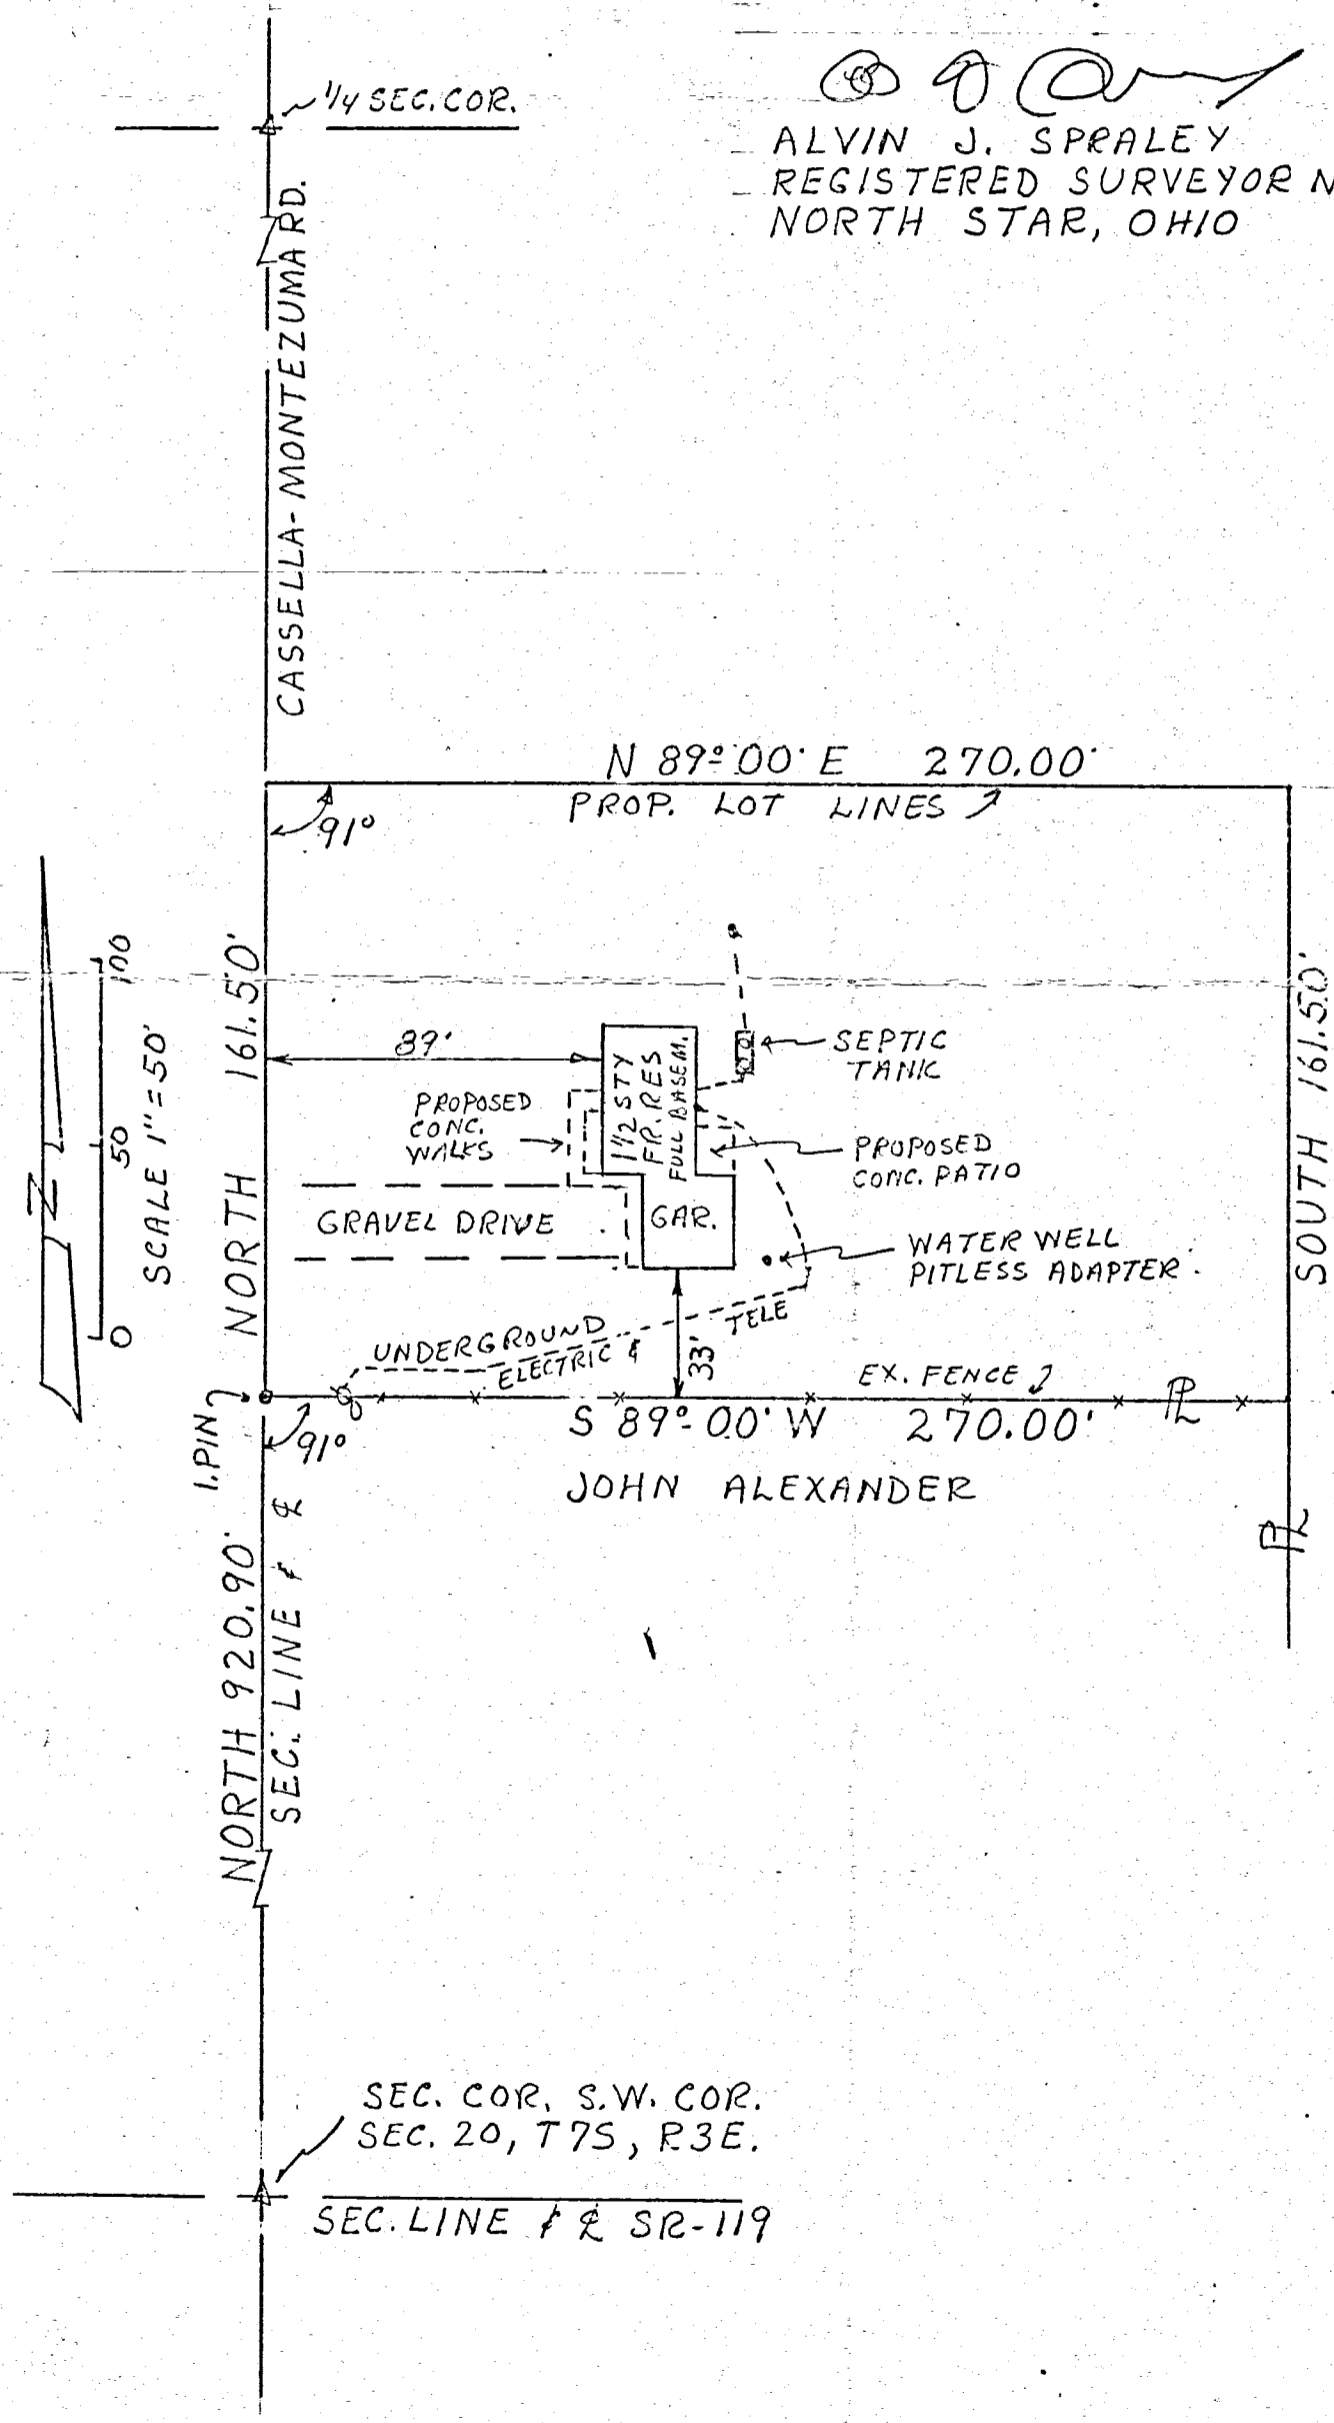 1/4 SEC. COR.
ALVIN J. SPRALEY
REGISTERED SURVEYOR N
NORTH STAR, OHIO
CASSELLA-MONTEZUMA RD.
N 89° 00' E 270.00'
PROP. LOT LINES
91°
NORTH 161.50'
SOUTH 161.50'
N
0 50 100
SCALE 1" = 50'
89'
1 1/2 STY
FR. RES
FULL BASEM.
SEPTIC
TANK
PROPOSED
CONC.
WALKS
PROPOSED
CONC. PATIO
GRAVEL DRIVE
GAR.
WATER WELL
PITLESS ADAPTER
UNDERGROUND
ELECTRIC &
TELE
33'
EX. FENCE
PL
I.PIN
91°
S 89°-00' W 270.00'
JOHN ALEXANDER
PL
NORTH 920.90'
SEC. LINE & ℄
SEC. COR. S.W. COR.
SEC. 20, T7S, R3E.
SEC. LINE & ℄ SR-119